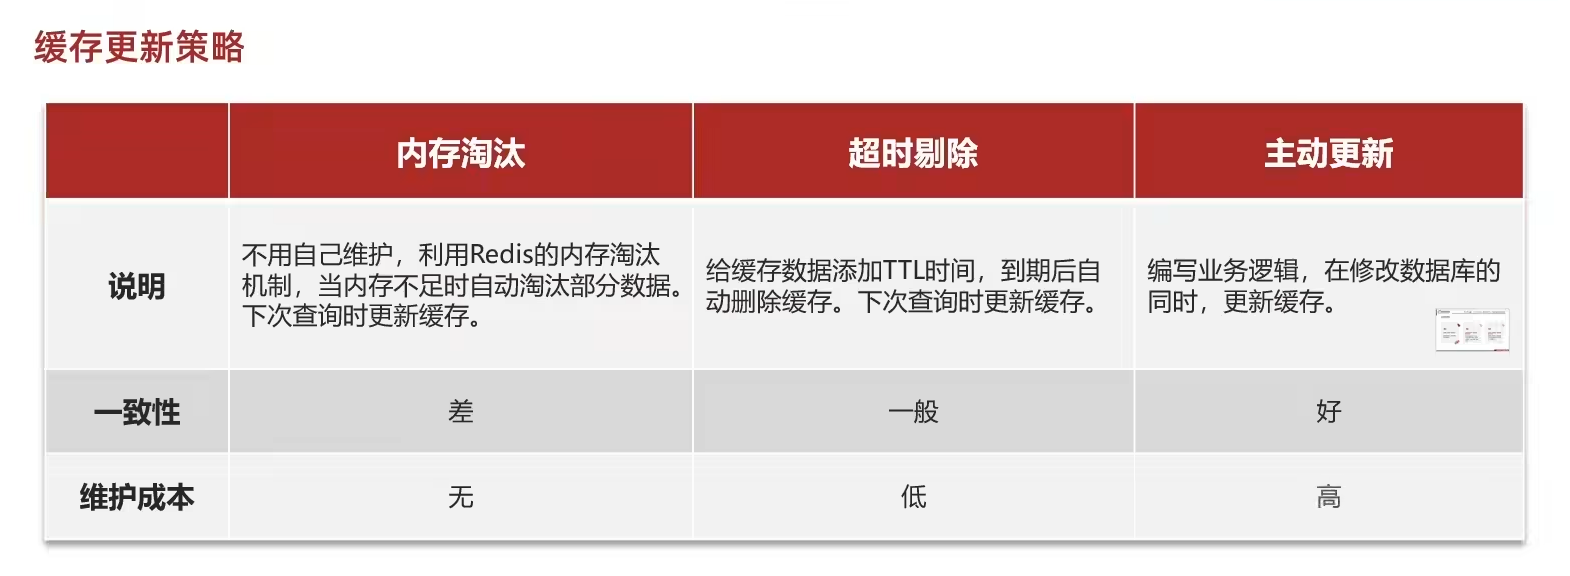 缓存更新策略
内存淘汰
超时剔除
主动更新
说明
不用自己维护，利用Redis的内存淘汰
机制，当内存不足时自动淘汰部分数据。
下次查询时更新缓存。
给缓存数据添加TTL时间，到期后自
动删除缓存。下次查询时更新缓存。
编写业务逻辑，在修改数据库的
同时，更新缓存。
一致性
差
一般
好
维护成本
无
低
高